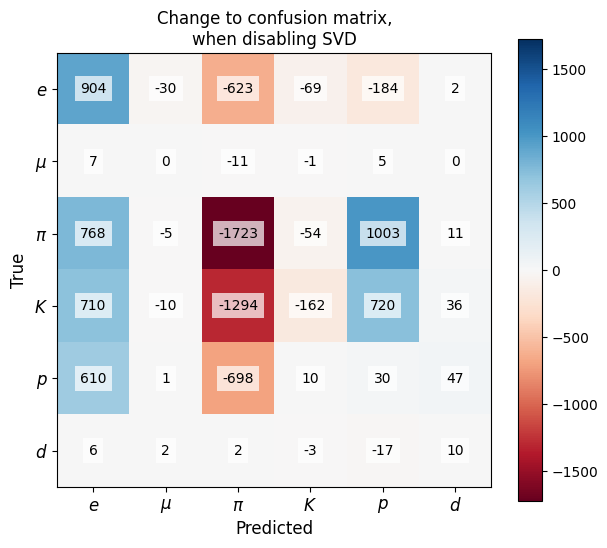 Change to confusion matrix,
when disabling SVD
True
e 904 -30 -623 -69 -184 2
μ 7 0 -11 -1 5 0
π 768 -5 -1723 -54 1003 11
K 710 -10 -1294 -162 720 36
p 610 1 -698 10 30 47
d 6 2 2 -3 -17 10
e μ π K p d
Predicted
1500
1000
500
0
−500
−1000
−1500